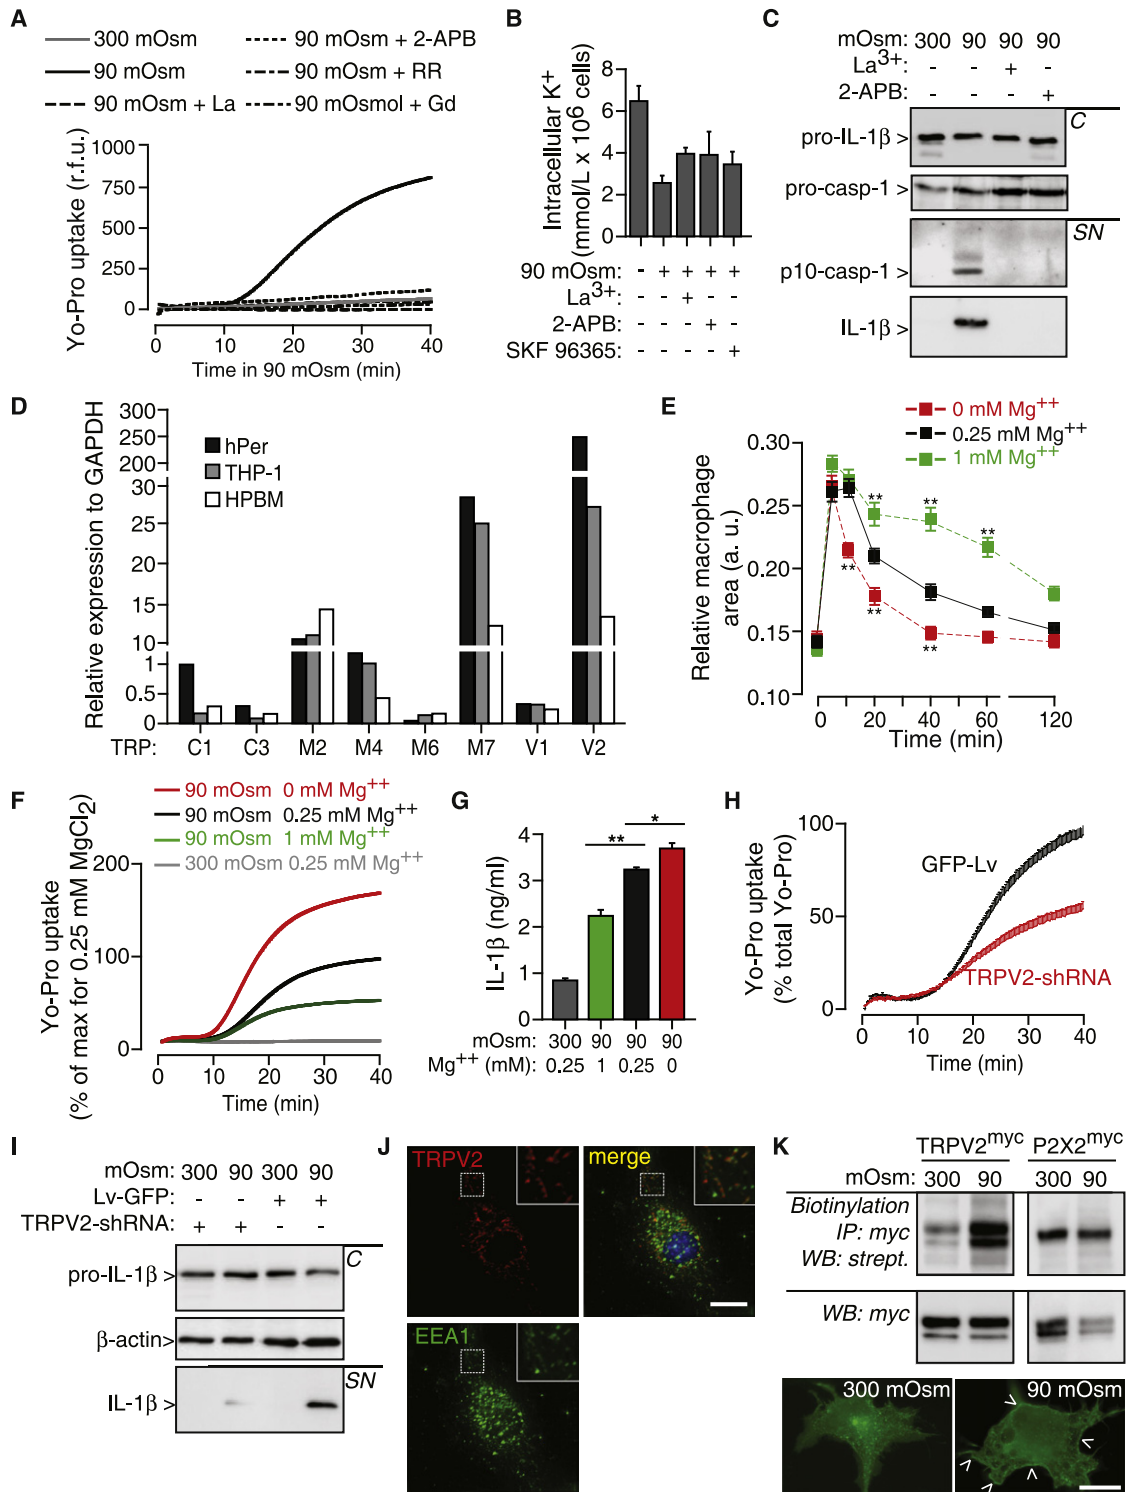 A
300 mOsm
90 mOsm
90 mOsm + La
90 mOsm + 2-APB
90 mOsm + RR
90 mOsmol + Gd
Yo-Pro uptake (r.f.u.)
1000
750
500
250
0
0 10 20 30 40
Time in 90 mOsm (min)
B
Intracellular K+
(mmol/L x 10^6 cells)
8
6
4
2
0
90 mOsm: - + + + +
La3+: - - + - -
2-APB: - - - + -
SKF 96365: - - - - +
C
mOsm: 300 90 90 90
La3+: - - + -
2-APB: - - - +
C
pro-IL-1β >
pro-casp-1 >
SN
p10-casp-1 >
IL-1β >
D
Relative expression to GAPDH
300
250
200
30
25
20
15
10
1
0.5
0
hPer
THP-1
HPBM
TRP: C1 C3 M2 M4 M6 M7 V1 V2
E
0 mM Mg++
0.25 mM Mg++
1 mM Mg++
Relative macrophage
area (a. u.)
0.30
0.25
0.20
0.15
0.10
** ** **
** ** **
0 20 40 60 120
Time (min)
F
90 mOsm 0 mM Mg++
90 mOsm 0.25 mM Mg++
90 mOsm 1 mM Mg++
300 mOsm 0.25 mM Mg++
Yo-Pro uptake
(% of max for 0.25 mM MgCl2)
200
100
0
0 10 20 30 40
Time (min)
G
IL-1β (ng/ml)
4
3
2
1
0
** *
mOsm: 300 90 90 90
Mg++ (mM): 0.25 1 0.25 0
H
Yo-Pro uptake
(% total Yo-Pro)
100
50
0
GFP-Lv
TRPV2-shRNA
0 10 20 30 40
Time (min)
I
mOsm: 300 90 300 90
Lv-GFP: - - + +
TRPV2-shRNA: + + - -
C
pro-IL-1β >
β-actin>
SN
IL-1β >
J
TRPV2
merge
EEA1
K
TRPV2myc P2X2myc
mOsm: 300 90 300 90
Biotinylation
IP: myc
WB: strept.
WB: myc
300 mOsm
90 mOsm